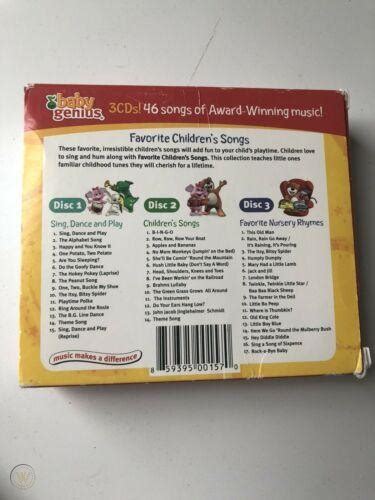 baby
genius.
3CDs! 46 songs of Award-Winning music!
Favorite Children's Songs
These favorite, irresistible children's songs will add fun to your child's playtime. Children love
to sing and hum along with Favorite Children's Songs. This collection teaches little ones
familiar childhood tunes they will cherish for a lifetime.
Disc 1
Sing, Dance and Play
1. Sing, Dance and Play
2. The Alphabet Song
3. Happy and You Know It
4. One Potato, Two Potato
5. Are You Sleeping?
6. Do the Goofy Dance
7. The Hokey Pokey (Laprise)
8. The Peanut Song
9. One, Two, Buckle My Shoe
10. The Itsy, Bitsy Spider
11. Playtime Polka
12. Ring Around the Rosie
13. The B.G. Line Dance
14. Theme Song
15. Sing, Dance and Play
(Reprise)
music makes a difference
Disc 2
Children's Songs
1. B-I-N-G-O
2. Row, Row, Row Your Boat
3. Apples and Bananas
4. No More Monkeys (Jumpin' on the Bed)
5. She'll Be Comin' Round the Mountain
6. Hush Little Baby (Don't Say A Word)
7. Head, Shoulders, Knees and Toes
8. I've Been Workin' on the Railroad
9. Brahms Lullaby
10. The Green Grass Grows All Around
11. The Instruments
12. Do Your Ears Hang Low?
13. John Jacob Jingleheimer Schmidt
14. Theme Song
8 59395 00157 0
Disc 3
Favorite Nursery Rhymes
1. This Old Man
2. Rain, Rain Go Away /
It's Raining, It's Pouring
3. The Itsy, Bitsy Spider
4. Humpty Dumpty
5. Mary Had a Little Lamb
6. Jack and Jill
7. London Bridge
8. Twinkle, Twinkle Little Star /
Baa Baa Black Sheep
9. The Farmer in the Dell
10. Little Bo Peep
11. Where is Thumbkin?
12. Old King Cole
13. Little Boy Blue
14. Here We Go 'Round the Mulberry Bush
15. Hey Diddle Diddle
16. Sing a Song of Sixpence
17. Rock-a-Bye Baby